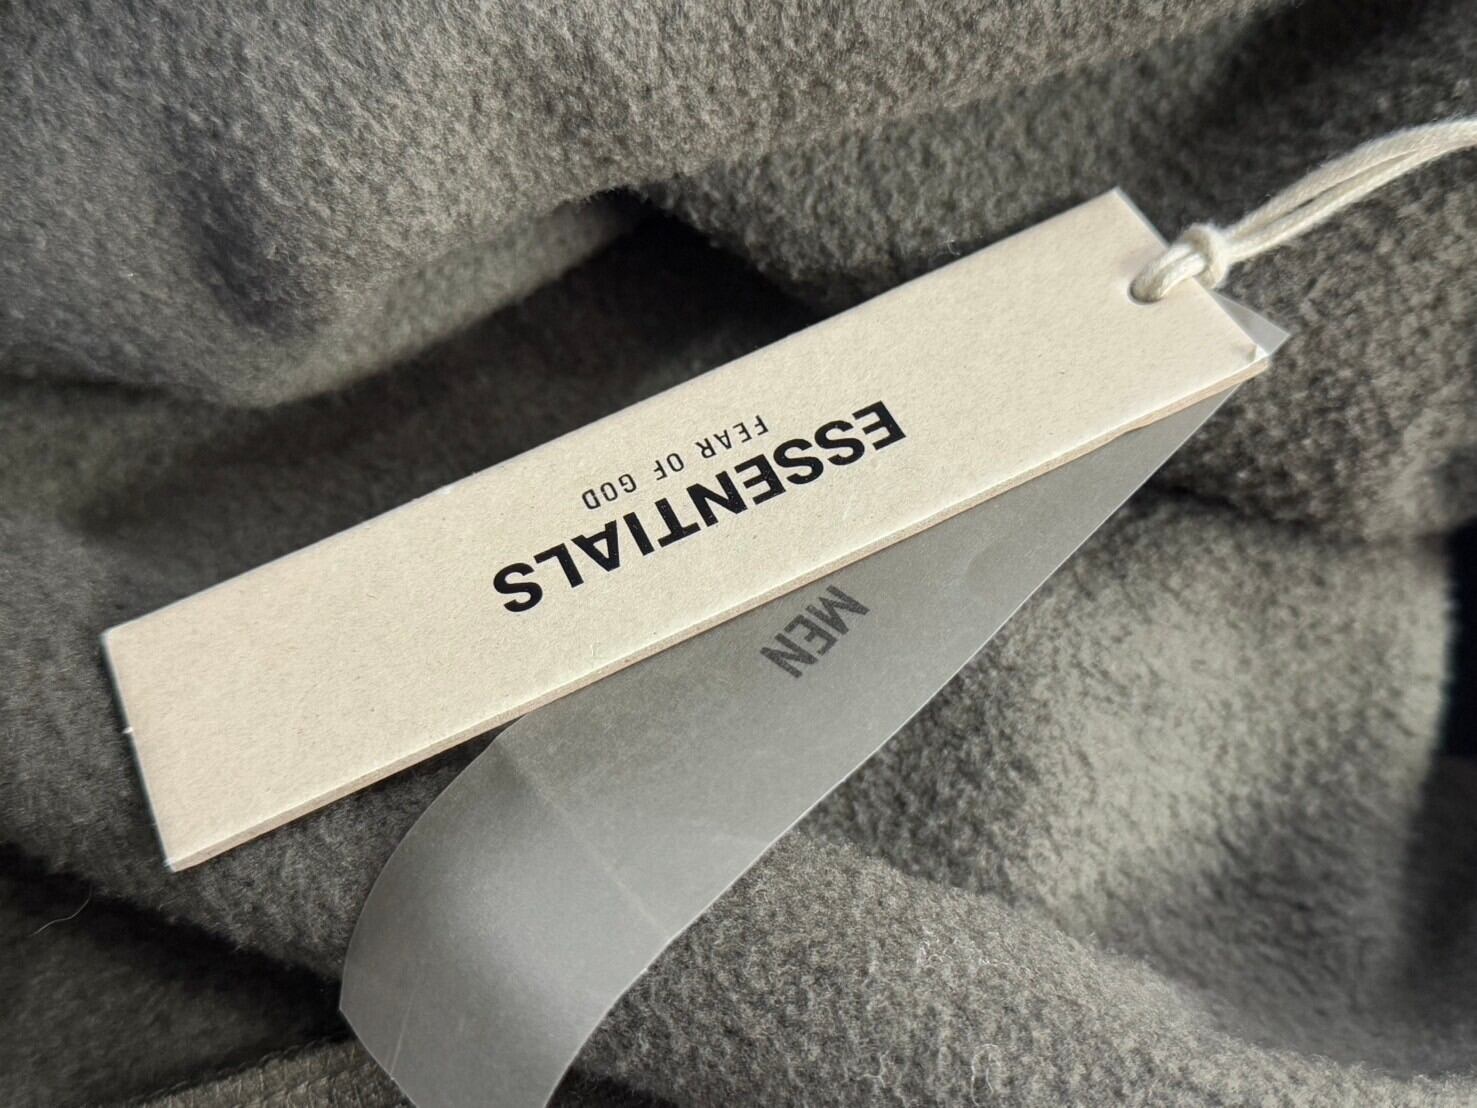 ESSENTIALS
FEAR OF GOD
MEN